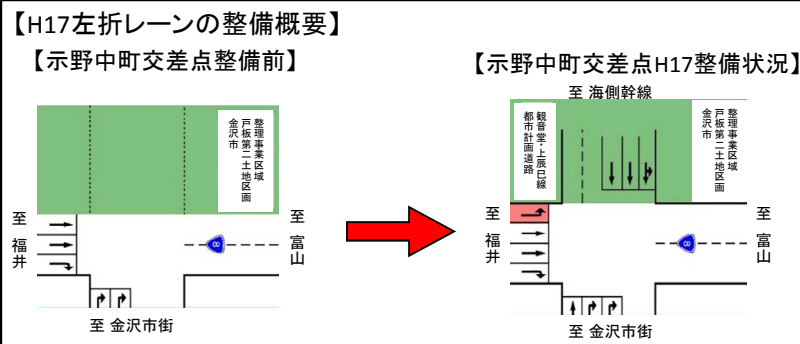 【H17左折レーンの整備概要】
【示野中町交差点整備前】
金沢市
戸板第二土地区画
整理事業区域
至 福井
至 富山
8
至 金沢市街
【示野中町交差点H17整備状況】
至 海側幹線
都市計画道路
観音堂・上辰巳線
金沢市
戸板第二土地区画
整理事業区域
至 福井
至 富山
8
至 金沢市街